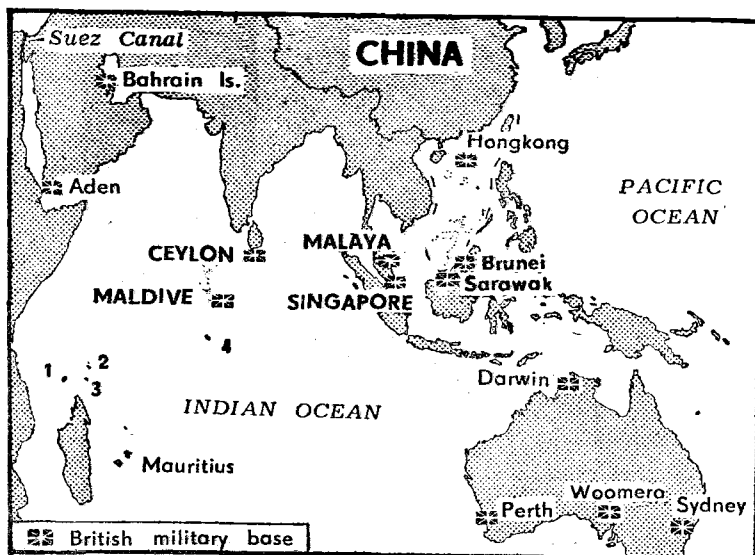 Suez Canal
CHINA
Bahrain Is.
Hongkong
Aden
PACIFIC
OCEAN
CEYLON
MALAYA
Brunei
MALDIVE
SINGAPORE
Sarawak
4
1
2
3
Darwin
INDIAN OCEAN
Mauritius
Perth
Woomera
Sydney
British military base